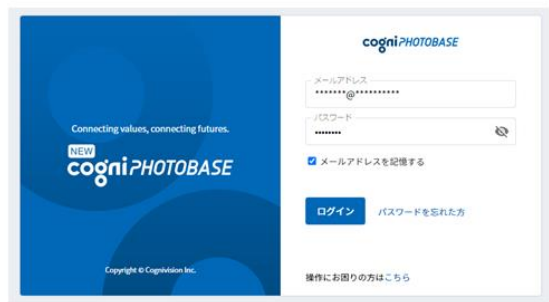 Connecting values, connecting futures.
NEW
cogni PHOTOBASE
Copyright © Cognivision Inc.
cogni PHOTOBASE
メールアドレス
*******@**********
パスワード
••••••••
メールアドレスを記憶する
ログイン パスワードを忘れた方
操作にお困りの方はこちら